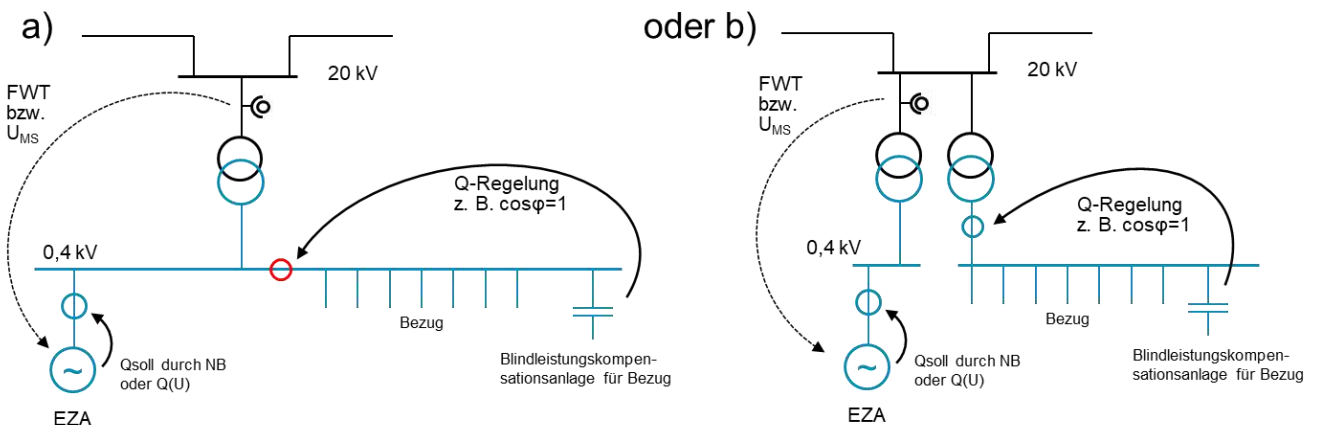 a)
20 kV
FWT
bzw.
U_MS
Q-Regelung
z. B. cosφ=1
0,4 kV
Bezug
~
Qsoll durch NB
oder Q(U)
EZA
Blindleistungskompen-
sationsanlage für Bezug
oder b)
20 kV
FWT
bzw.
U_MS
Q-Regelung
z. B. cosφ=1
0,4 kV
Bezug
~
Qsoll durch NB
oder Q(U)
EZA
Blindleistungskompen-
sationsanlage für Bezug